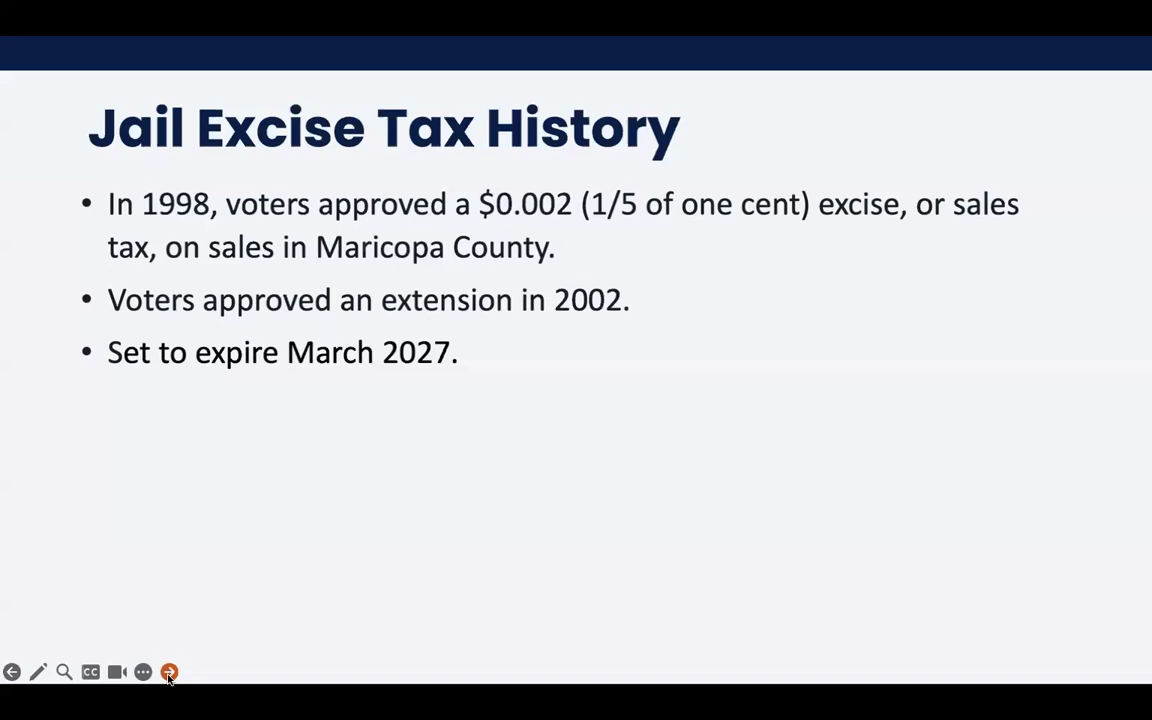 Jail Excise Tax History
• In 1998, voters approved a $0.002 (1/5 of one cent) excise, or sales
tax, on sales in Maricopa County.
• Voters approved an extension in 2002.
• Set to expire March 2027.
CC